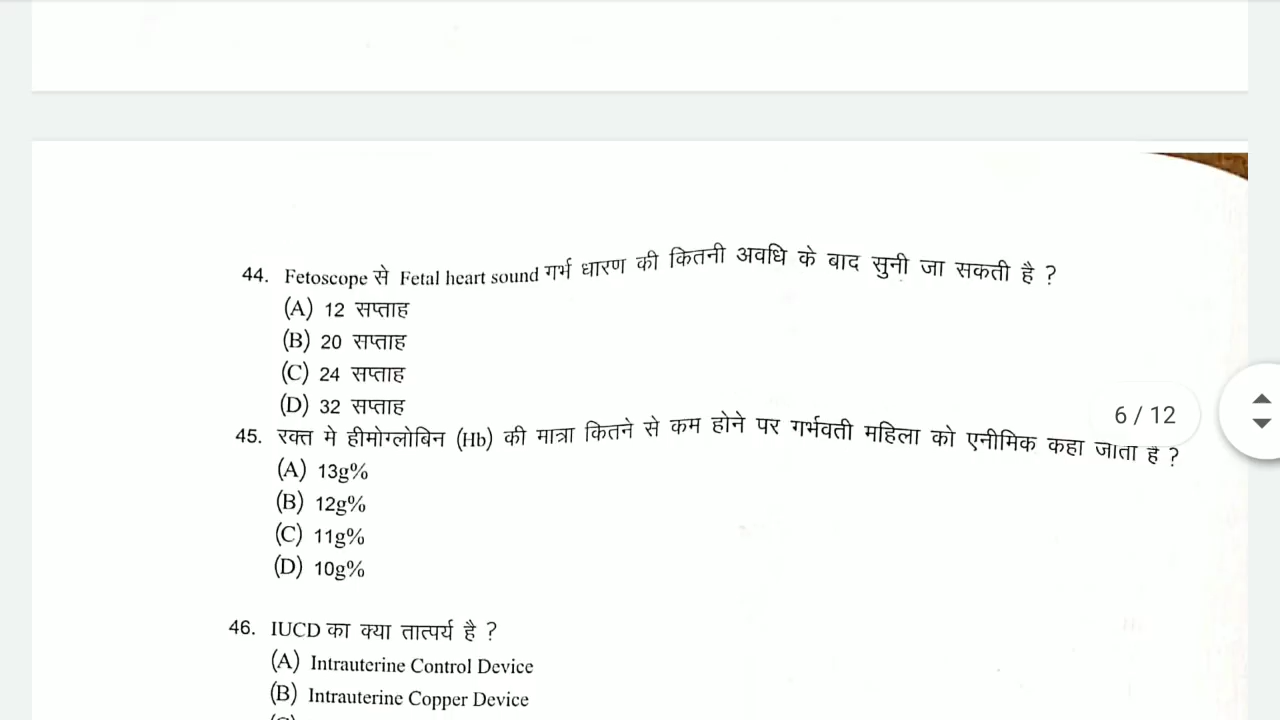 44. Fetoscope से Fetal heart sound गर्भ धारण की कितनी अवधि के बाद सुनी जा सकती है ?
(A) 12 सप्ताह
(B) 20 सप्ताह
(C) 24 सप्ताह
(D) 32 सप्ताह
6 / 12
45. रक्त मे हीमोग्लोबिन (Hb) की मात्रा कितने से कम होने पर गर्भवती महिला को एनीमिक कहा जाता है ?
(A) 13g%
(B) 12g%
(C) 11g%
(D) 10g%
46. IUCD का क्या तात्पर्य है ?
(A) Intrauterine Control Device
(B) Intrauterine Copper Device